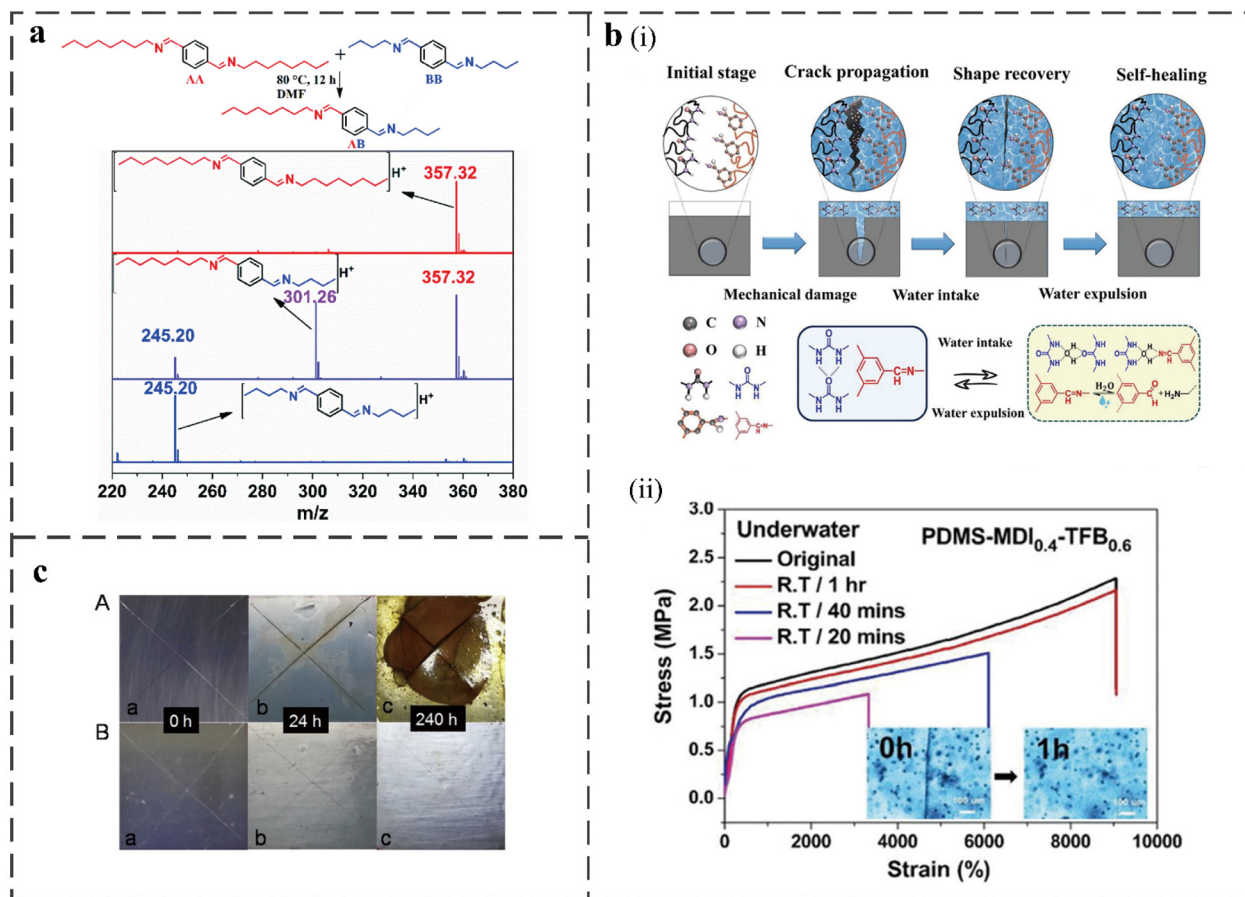 a
N
N
AA
+
N
N
BB
80 °C, 12 h
DMF
N
N
AB
N
N
H+
357.32
N
N
H+
301.26
357.32
245.20
245.20
N
N
H+
220 240 260 280 300 320 340 360 380
m/z
b (i)
Initial stage
Crack propagation
Shape recovery
Self-healing
Mechanical damage
Water intake
Water expulsion
C
N
O
H
Water intake
Water expulsion
H2O
(ii)
3.0
2.5
2.0
1.5
1.0
0.5
0.0
Stress (MPa)
Underwater
Original
R.T / 1 hr
R.T / 40 mins
R.T / 20 mins
PDMS-MDI0.4-TFB0.6
0h
1h
100 um
100 um
0 2000 4000 6000 8000 10000
Strain (%)
c
A
a
0 h
b
24 h
c
240 h
B
a
b
c